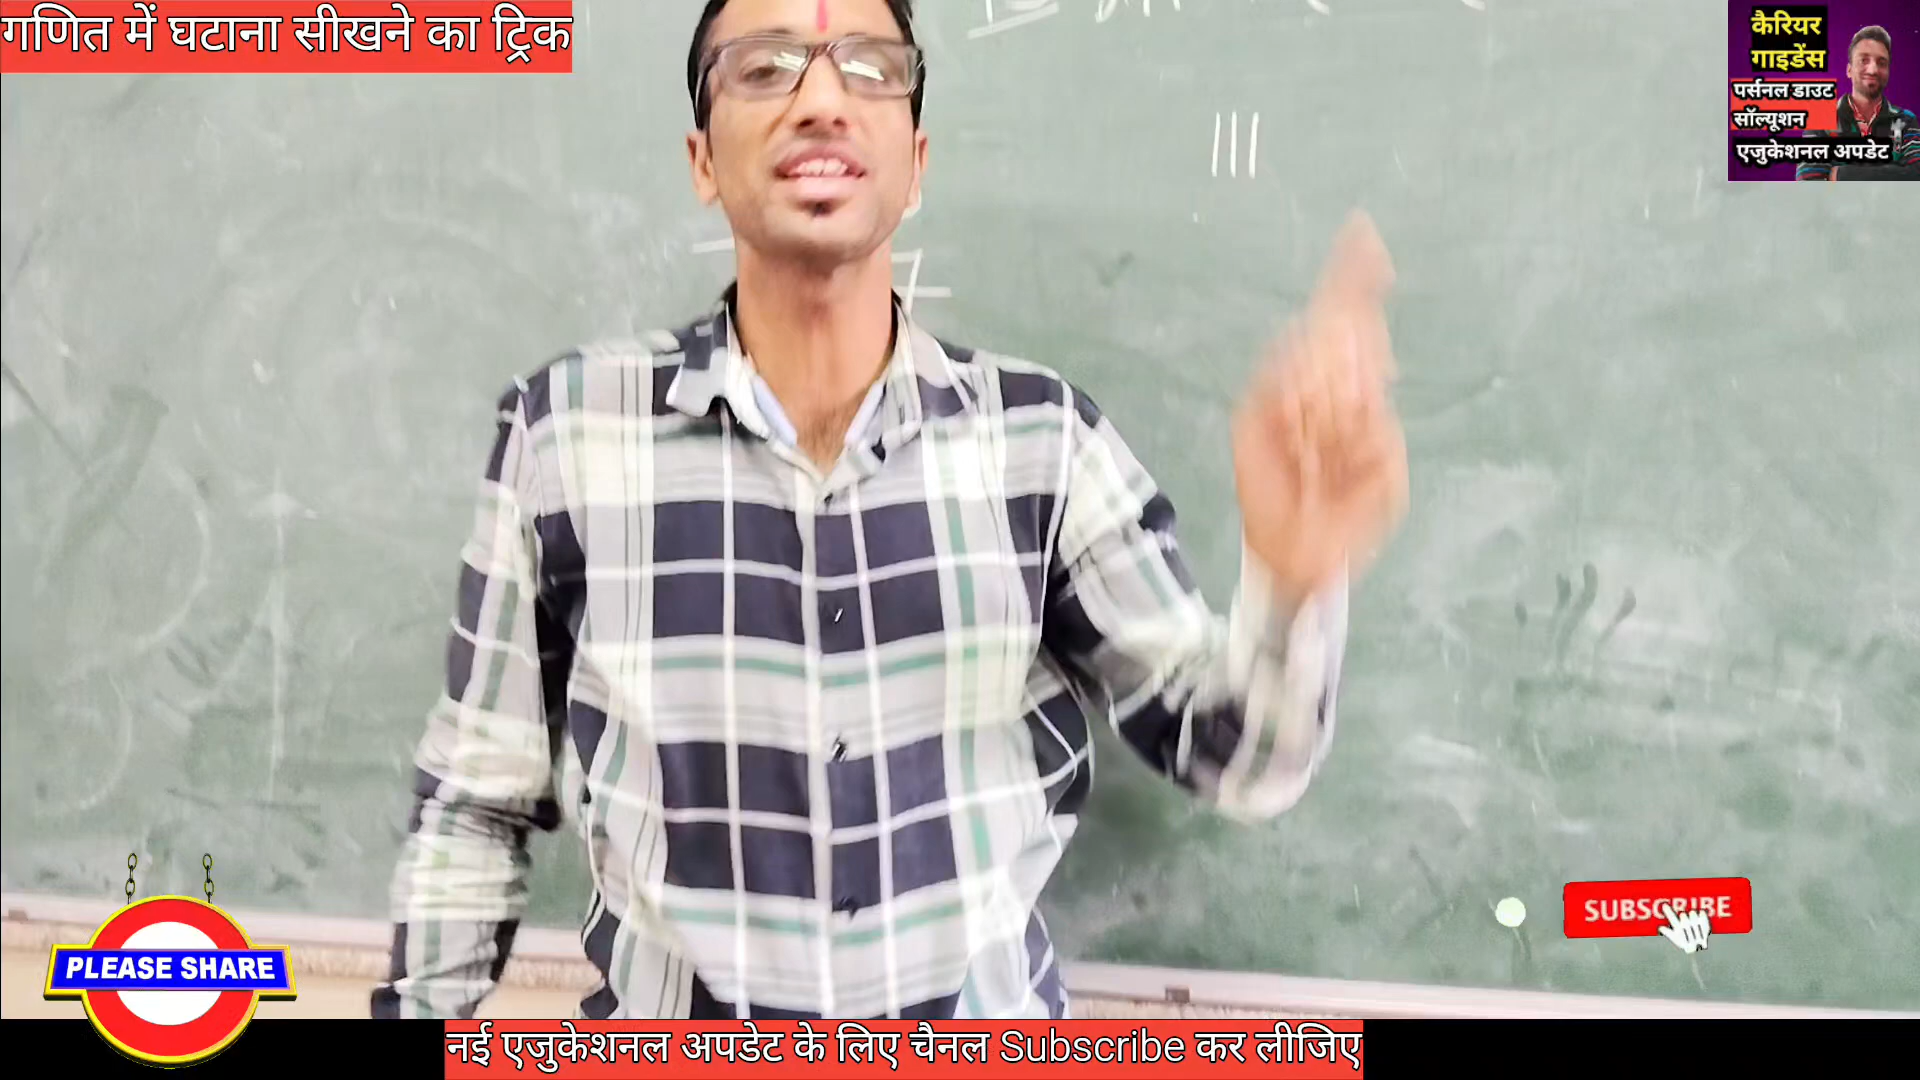 गणित में घटाना सीखने का ट्रिक
कैरियर
गाइडेंस
पर्सनल डाउट
सॉल्यूशन
एजुकेशनल अपडेट
SUBSCRIBE
PLEASE SHARE
नई एजुकेशनल अपडेट के लिए चैनल Subscribe कर लीजिए